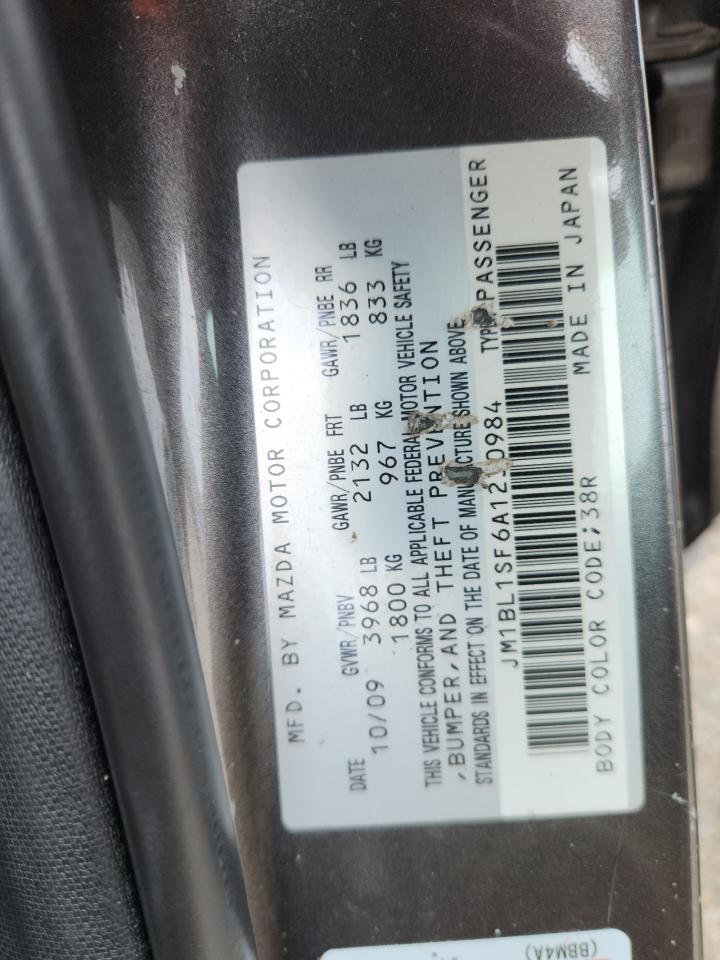 MFD. BY MAZDA MOTOR CORPORATION
DATE GVWR/PNBV GAWR/PNBE FRT GAWR/PNBE RR
10/09 3968 LB 2132 LB 1836 LB
1800 KG 967 KG 833 KG
THIS VEHICLE CONFORMS TO ALL APPLICABLE FEDERAL MOTOR VEHICLE SAFETY
,BUMPER,AND THEFT PREVENTION
STANDARDS IN EFFECT ON THE DATE OF MANUFACTURE SHOWN ABOVE.
PASSENGER
BODY COLOR CODE;38R MADE IN JAPAN
(BBM4A)